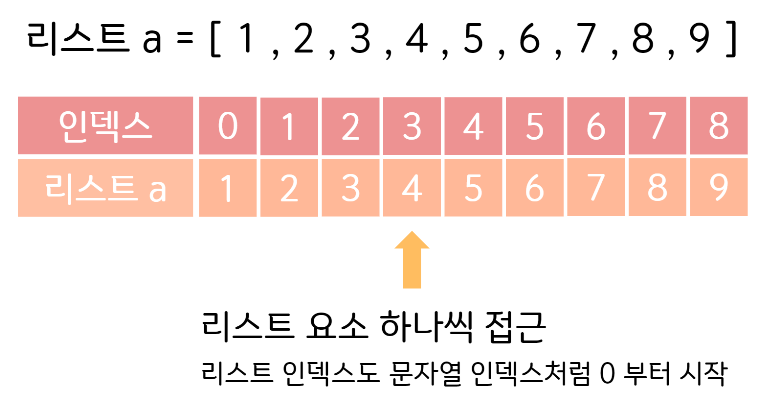 리스트 a = [ 1 , 2 , 3 , 4 , 5 , 6 , 7 , 8 , 9 ]
인덱스 0 1 2 3 4 5 6 7 8
리스트 a 1 2 3 4 5 6 7 8 9
리스트 요소 하나씩 접근
리스트 인덱스도 문자열 인덱스처럼 0 부터 시작